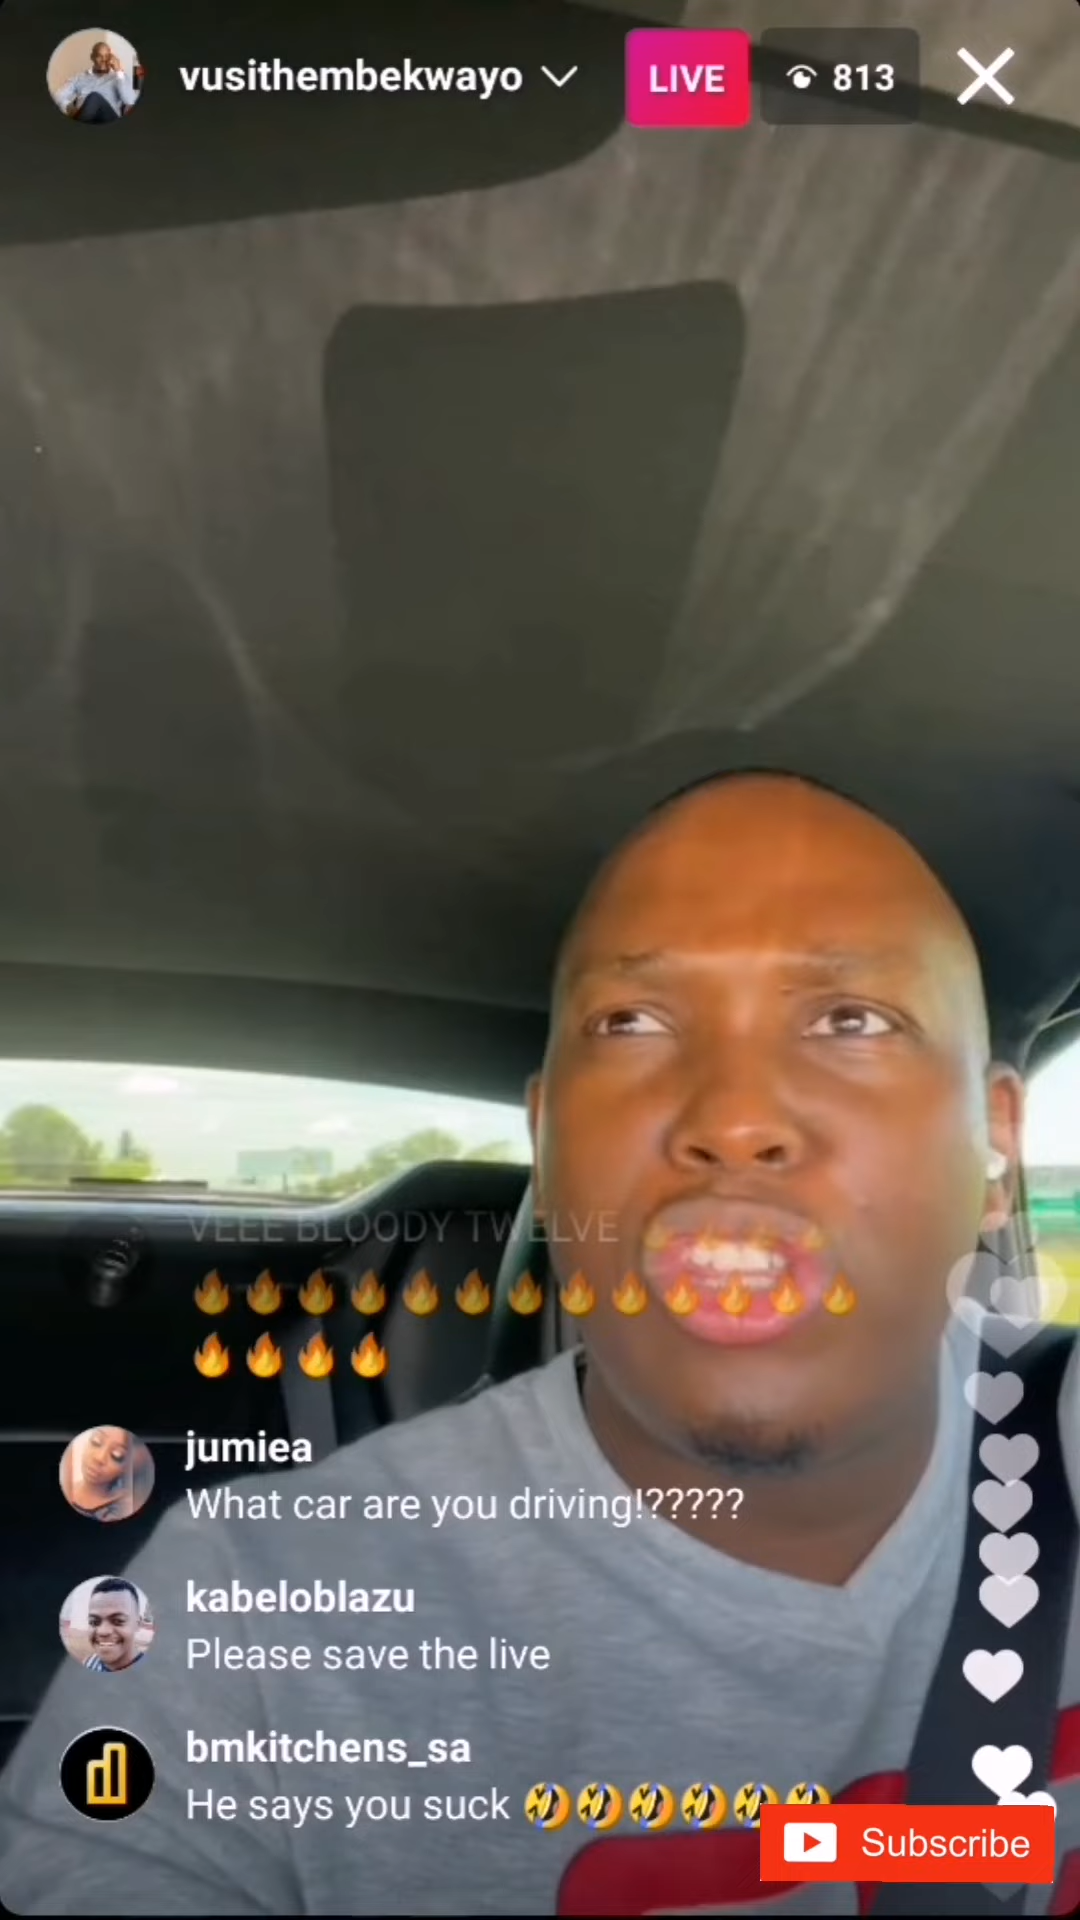 vusithembekwayo
LIVE
813
VEEE BLOODY TWELVE 🔥🔥🔥🔥
🔥🔥🔥🔥🔥🔥🔥🔥🔥🔥🔥🔥🔥
🔥🔥🔥🔥
jumiea
What car are you driving!?????
kabeloblazu
Please save the live
bmkitchens_sa
He says you suck 🤣🤣🤣🤣🤣🤣
Subscribe